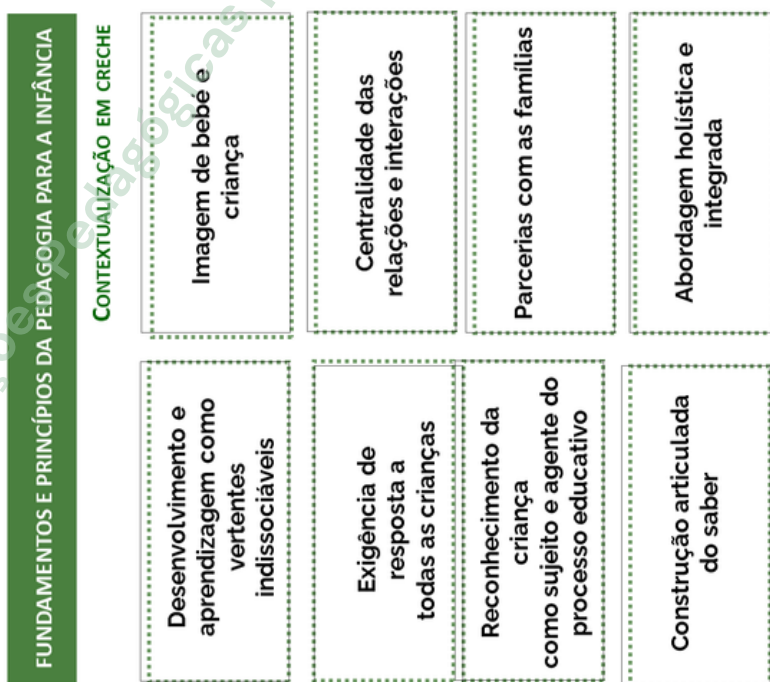 FUNDAMENTOS E PRINCÍPIOS DA PEDAGOGIA PARA A INFÂNCIA
CONTEXTUALIZAÇÃO EM CRECHE
Desenvolvimento e
aprendizagem como
vertentes
indissociáveis
Imagem de bebé e
criança
Exigência de
resposta a
todas as crianças
Centralidade das
relações e interações
Reconhecimento da
criança
como sujeito e agente do
processo educativo
Parcerias com as famílias
Construção articulada
do saber
Abordagem holística e
integrada
Pedagógicas